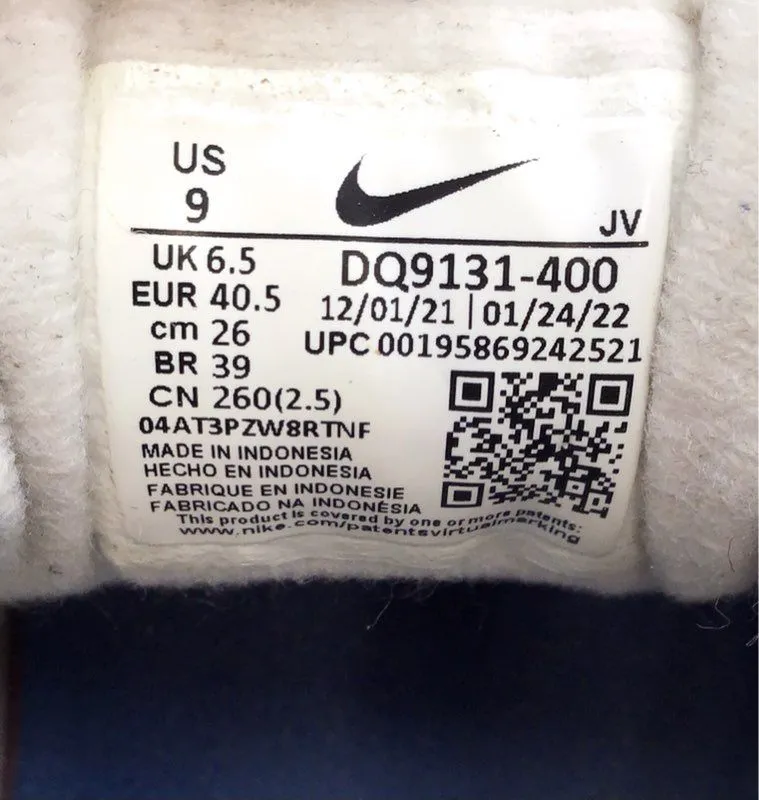 US
9
JV
UK 6.5
EUR 40.5
cm 26
BR 39
CN 260(2.5)
DQ9131-400
12/01/21 | 01/24/22
UPC 00195869242521
04AT3PZW8RTNF
MADE IN INDONESIA
HECHO EN INDONESIA
FABRIQUE EN INDONESIE
FABRICADO NA INDONÉSIA
This product is covered by one or more patents:
www.nike.com/patentsvirtualmarking